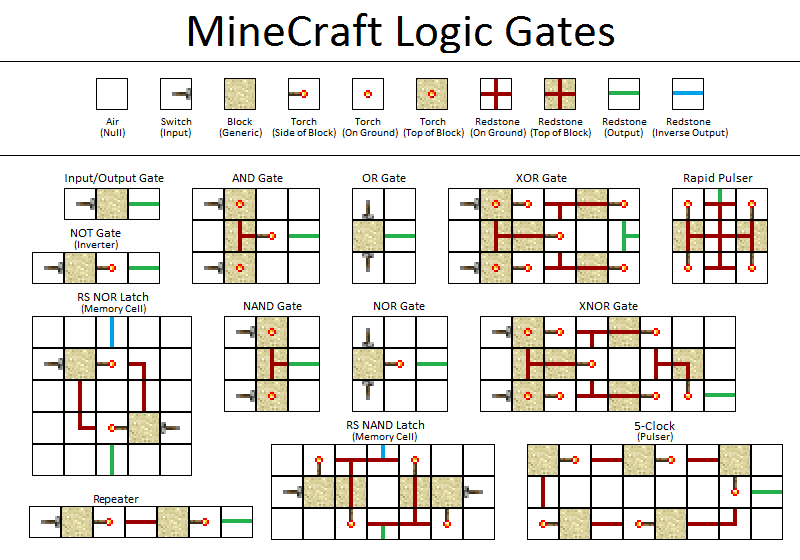 MineCraft Logic Gates
Air
(Null)
Switch
(Input)
Block
(Generic)
Torch
(Side of Block)
Torch
(On Ground)
Torch
(Top of Block)
Redstone
(On Ground)
Redstone
(Top of Block)
Redstone
(Output)
Redstone
(Inverse Output)
Input/Output Gate
AND Gate
OR Gate
XOR Gate
Rapid Pulser
NOT Gate
(Inverter)
RS NOR Latch
(Memory Cell)
NAND Gate
NOR Gate
XNOR Gate
RS NAND Latch
(Memory Cell)
5-Clock
(Pulser)
Repeater